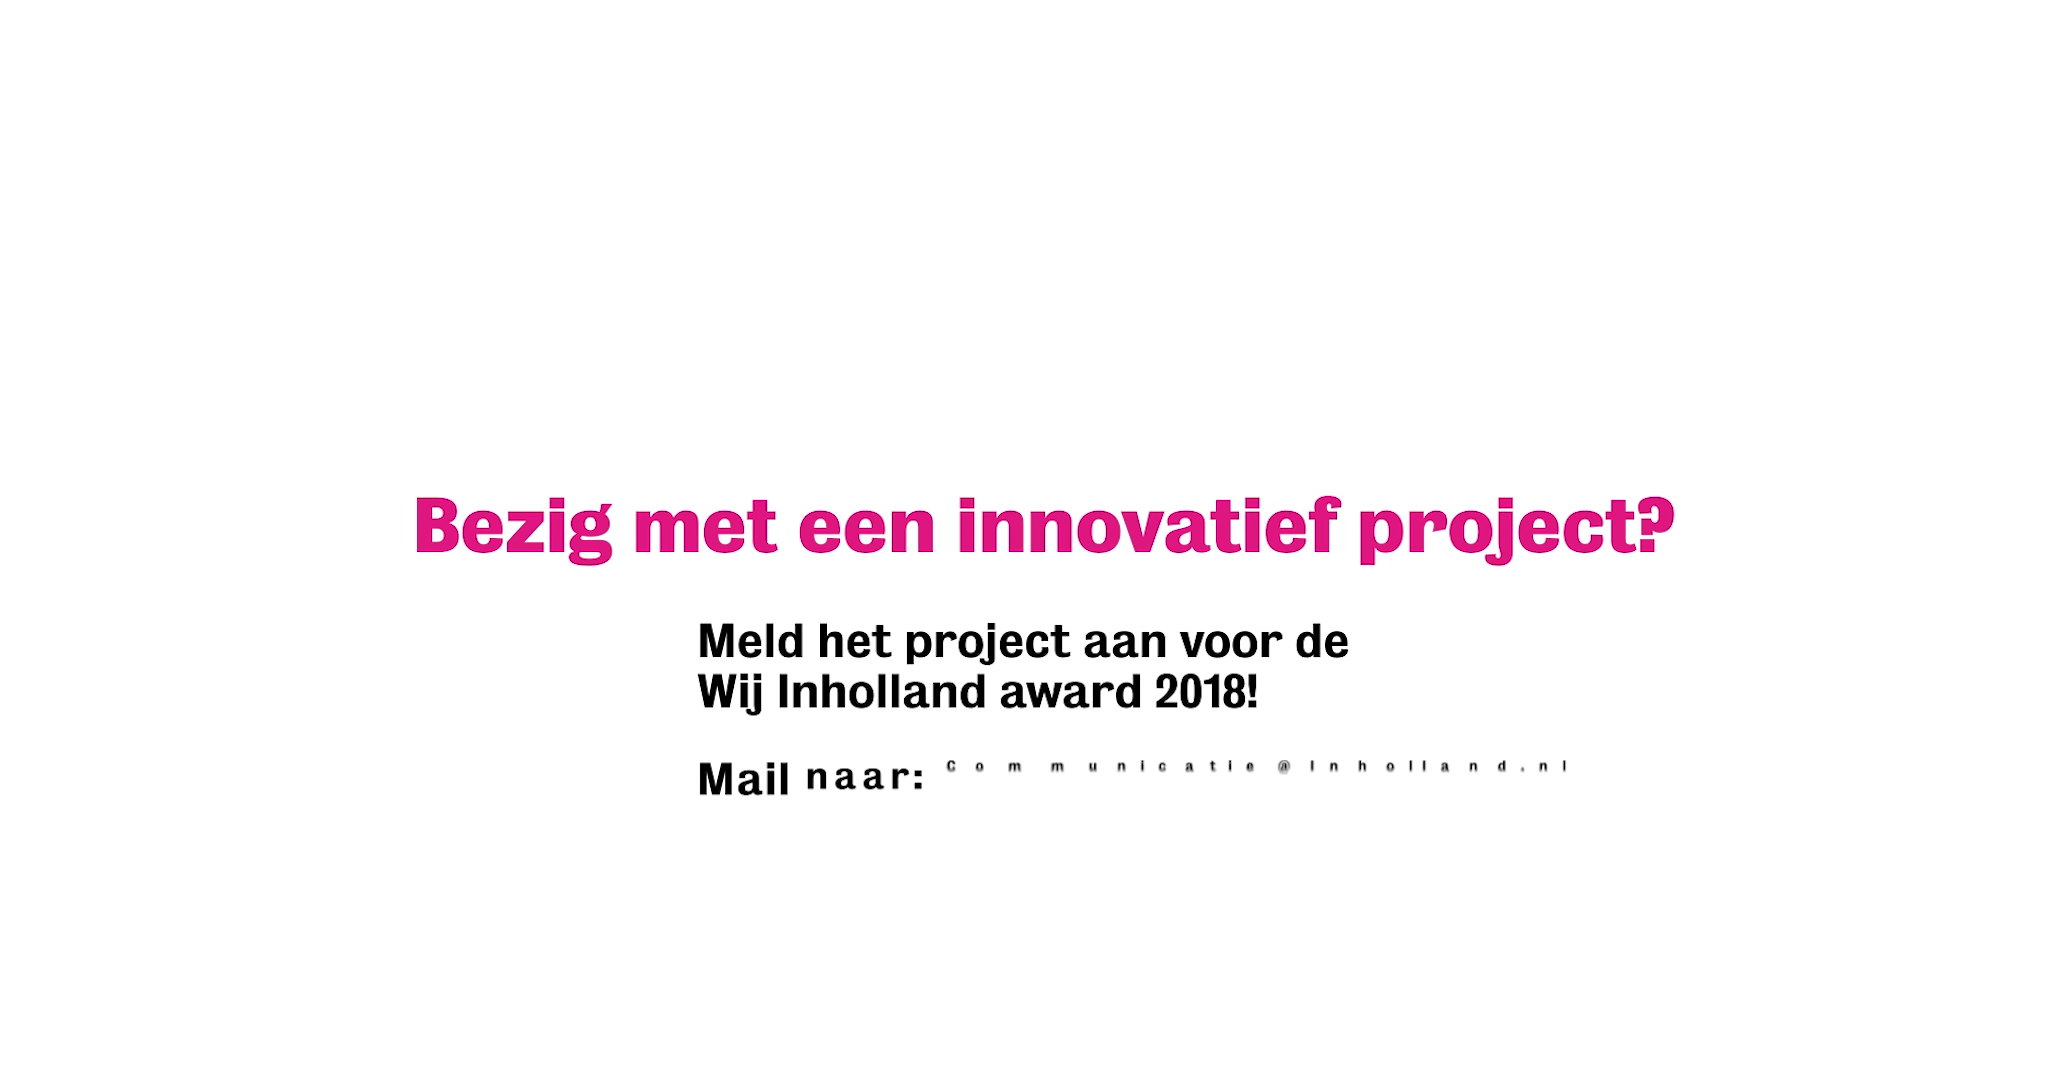 Bezig met een innovatief project?
Meld het project aan voor de
Wij Inholland award 2018!
Mail naar: Communicatie@Inholland.nl